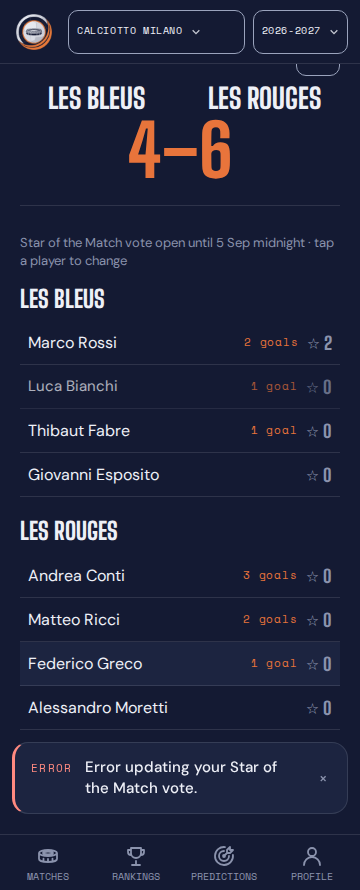 CALCIOTTO MILANO
2026-2027
LES BLEUS
LES ROUGES
4–6
Star of the Match vote open until 5 Sep midnight · tap
a player to change
LES BLEUS
Marco Rossi 2 goals ☆ 2
Luca Bianchi 1 goal ☆ 0
Thibaut Fabre 1 goal ☆ 0
Giovanni Esposito ☆ 0
LES ROUGES
Andrea Conti 3 goals ☆ 0
Matteo Ricci 2 goals ☆ 0
Federico Greco 1 goal ☆ 0
Alessandro Moretti ☆ 0
ERROR Error updating your Star of
the Match vote. ×
MATCHES RANKINGS PREDICTIONS PROFILE